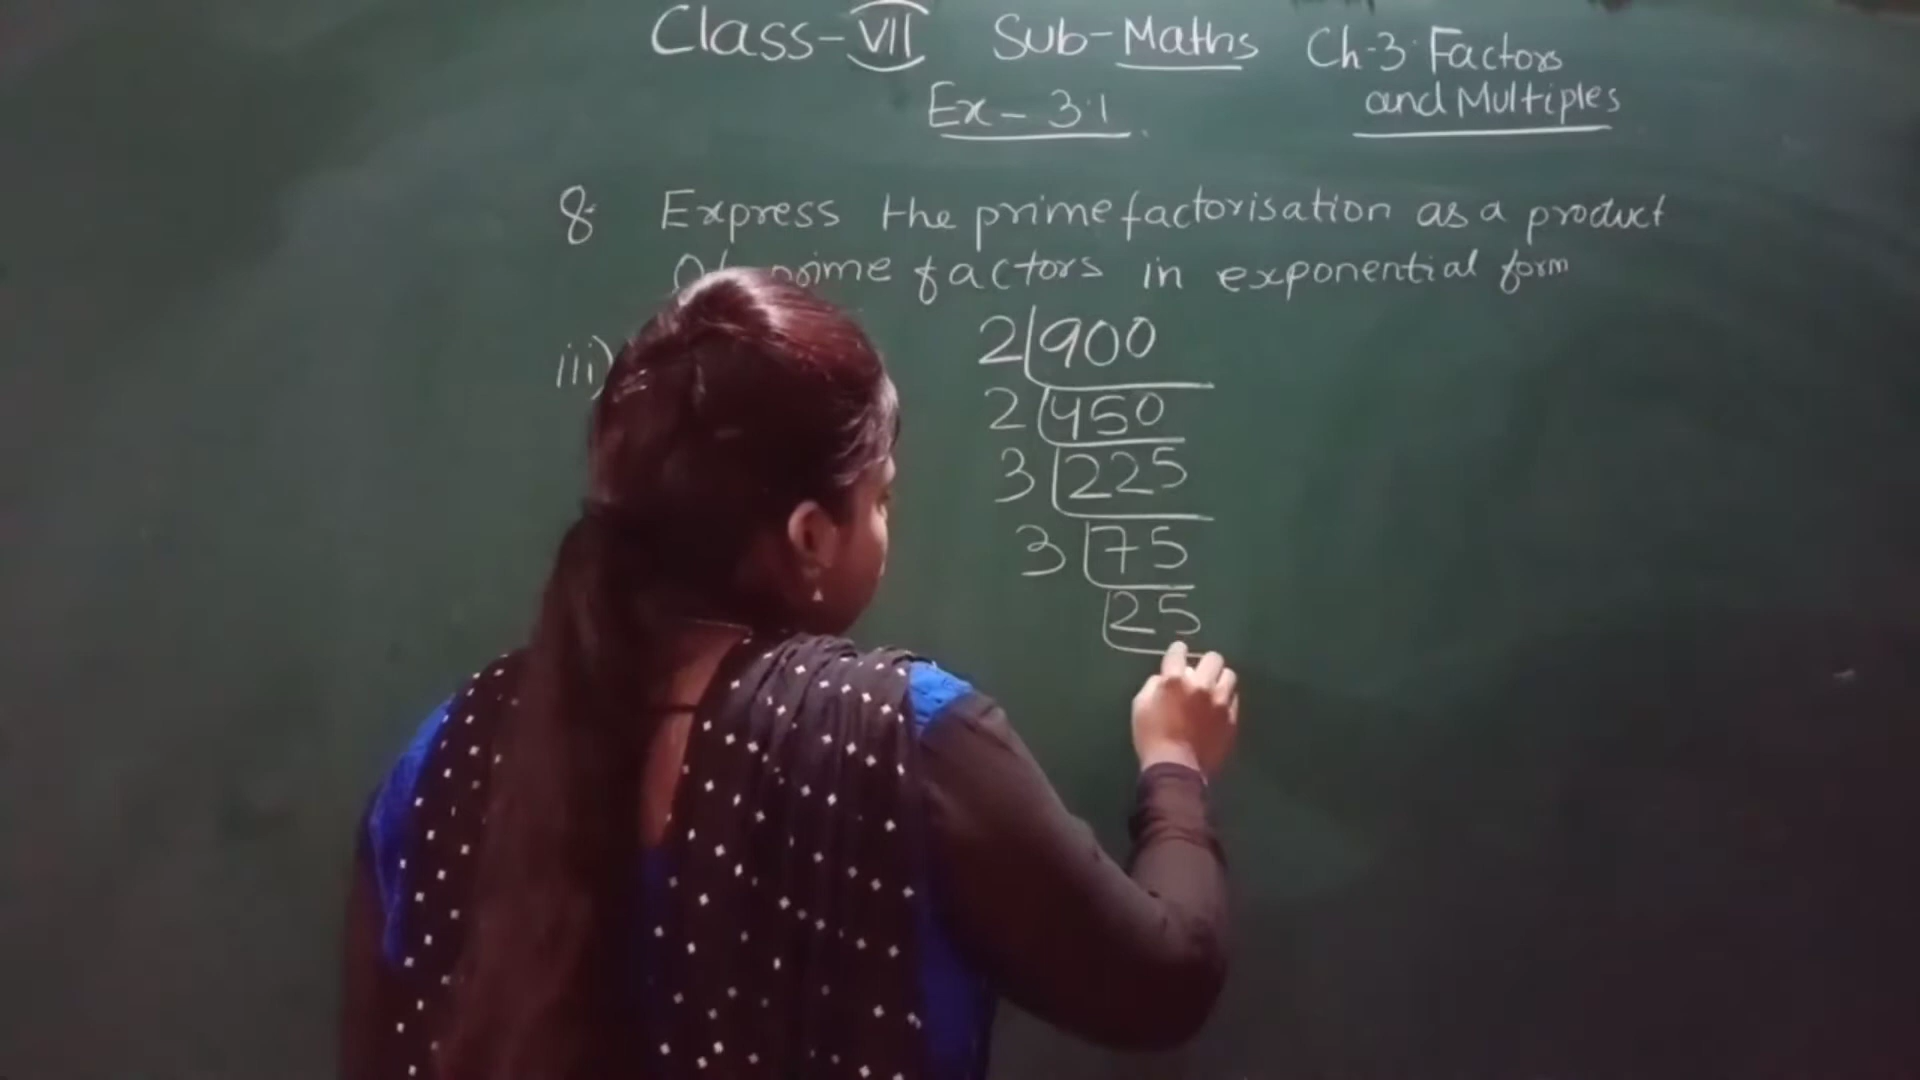 Class-VII Sub-Maths Ch-3 Factors
and Multiples
Ex-3.1
8 Express the prime factorisation as a product
prime factors in exponential form
iii)
2 900
2 450
3 225
3 75
25